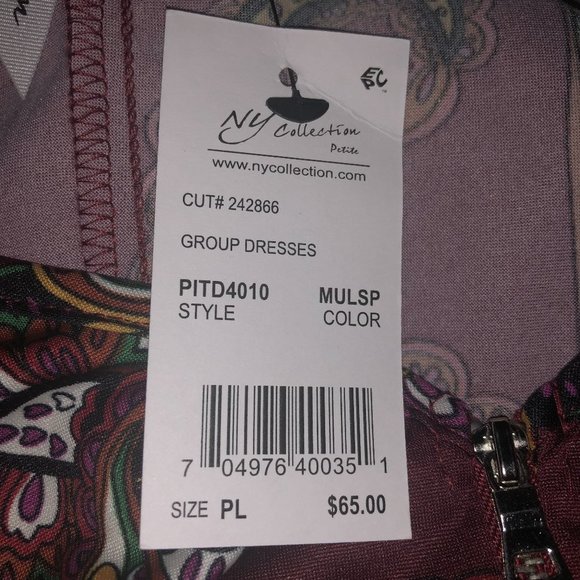 EPC
NY Collection
Petite
www.nycollection.com
CUT# 242866
GROUP DRESSES
PITD4010 MULSP
STYLE COLOR
7 04976 40035 1
SIZE PL $65.00